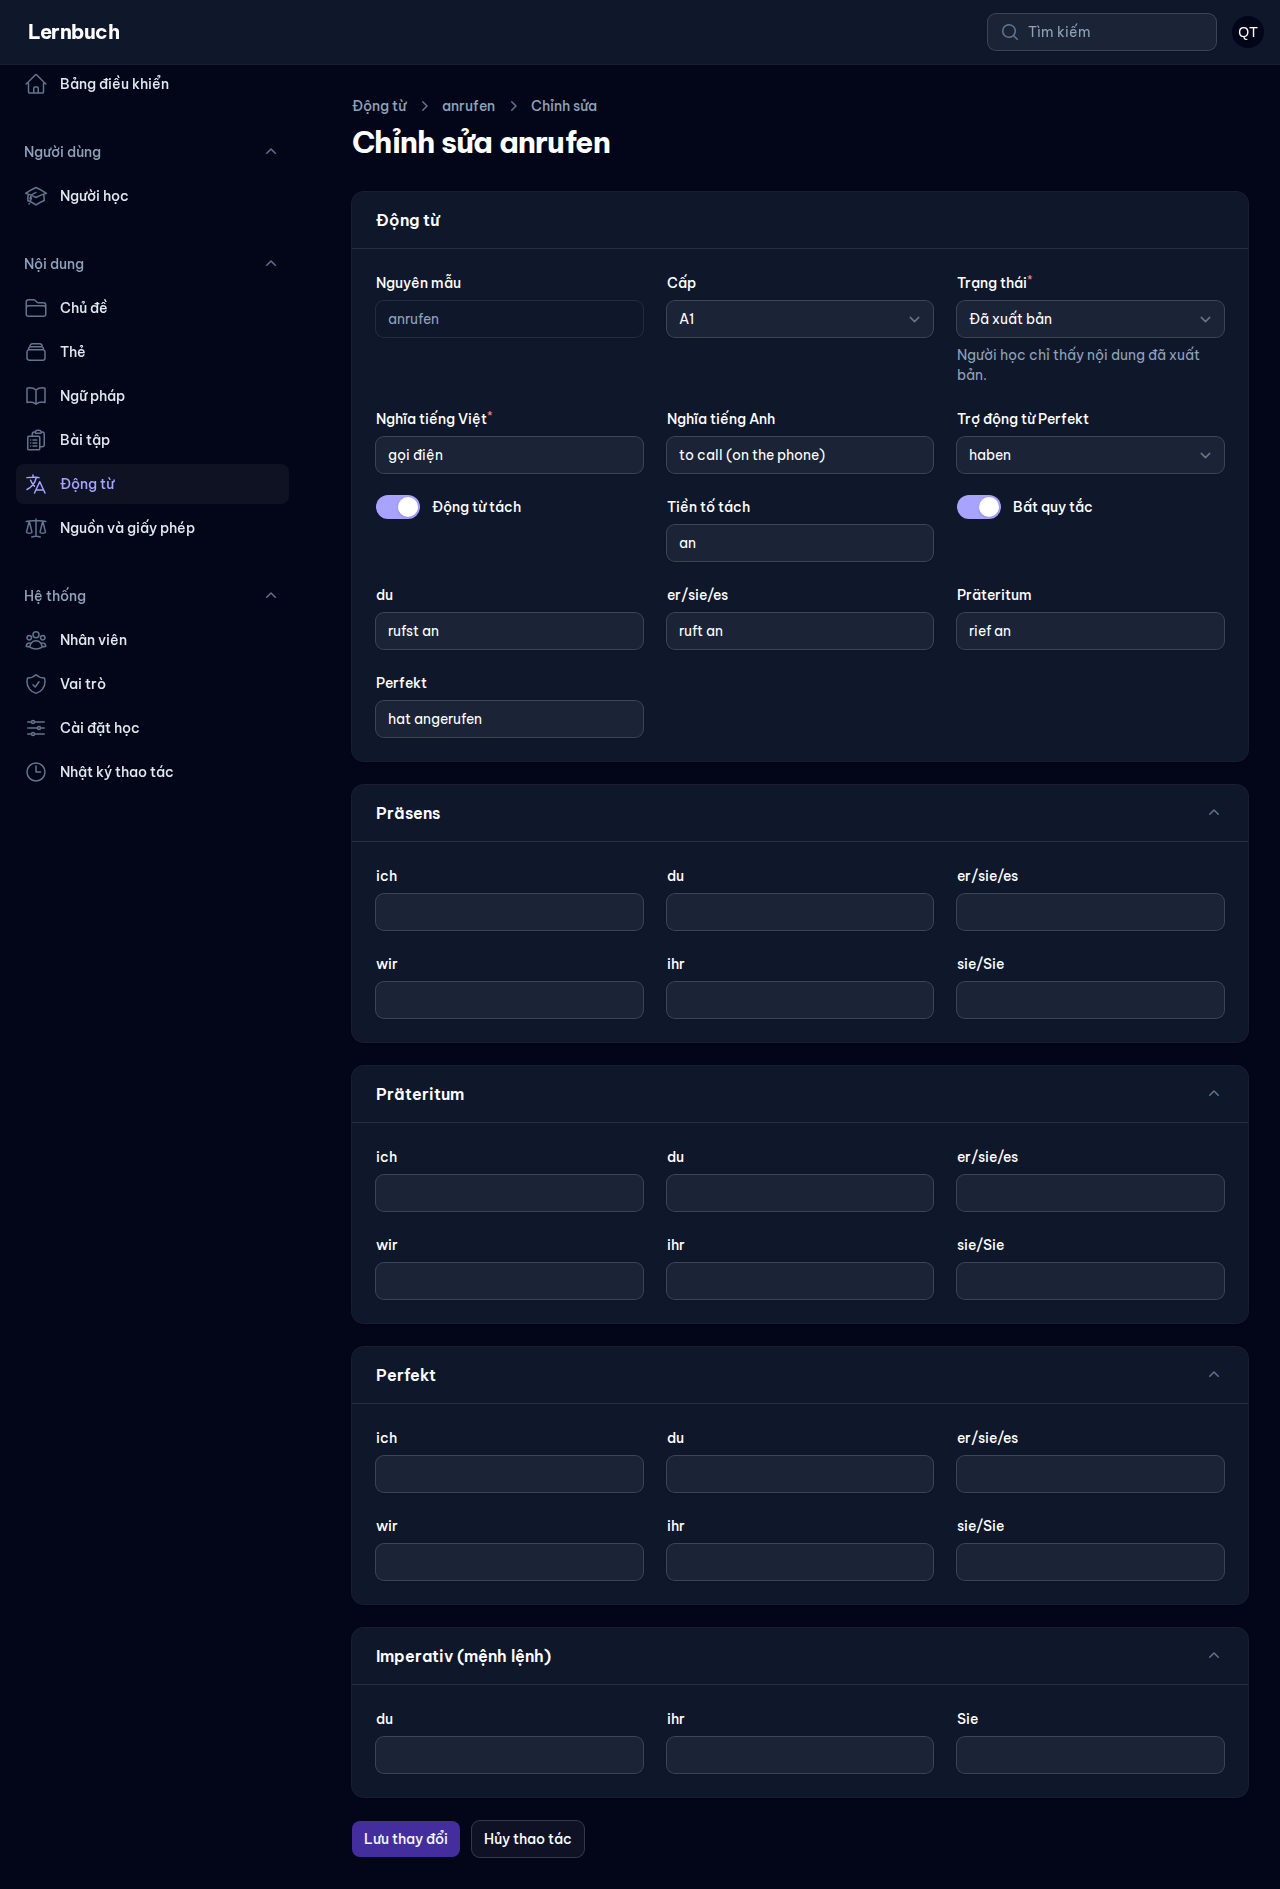 Lernbuch
Tìm kiếm
QT
Bảng điều khiển
Người dùng
Người học
Nội dung
Chủ đề
Thẻ
Ngữ pháp
Bài tập
Động từ
Nguồn và giấy phép
Hệ thống
Nhân viên
Vai trò
Cài đặt học
Nhật ký thao tác
Động từ > anrufen > Chỉnh sửa
Chỉnh sửa anrufen
Động từ
Nguyên mẫu Cấp Trạng thái*
anrufen A1 Đã xuất bản
Người học chỉ thấy nội dung đã xuất
bản.
Nghĩa tiếng Việt* Nghĩa tiếng Anh Trợ động từ Perfekt
gọi điện to call (on the phone) haben
Động từ tách Tiền tố tách Bất quy tắc
an
du er/sie/es Präteritum
rufst an ruft an rief an
Perfekt
hat angerufen
Präsens
ich du er/sie/es
wir ihr sie/Sie
Präteritum
ich du er/sie/es
wir ihr sie/Sie
Perfekt
ich du er/sie/es
wir ihr sie/Sie
Imperativ (mệnh lệnh)
du ihr Sie
Lưu thay đổi Hủy thao tác